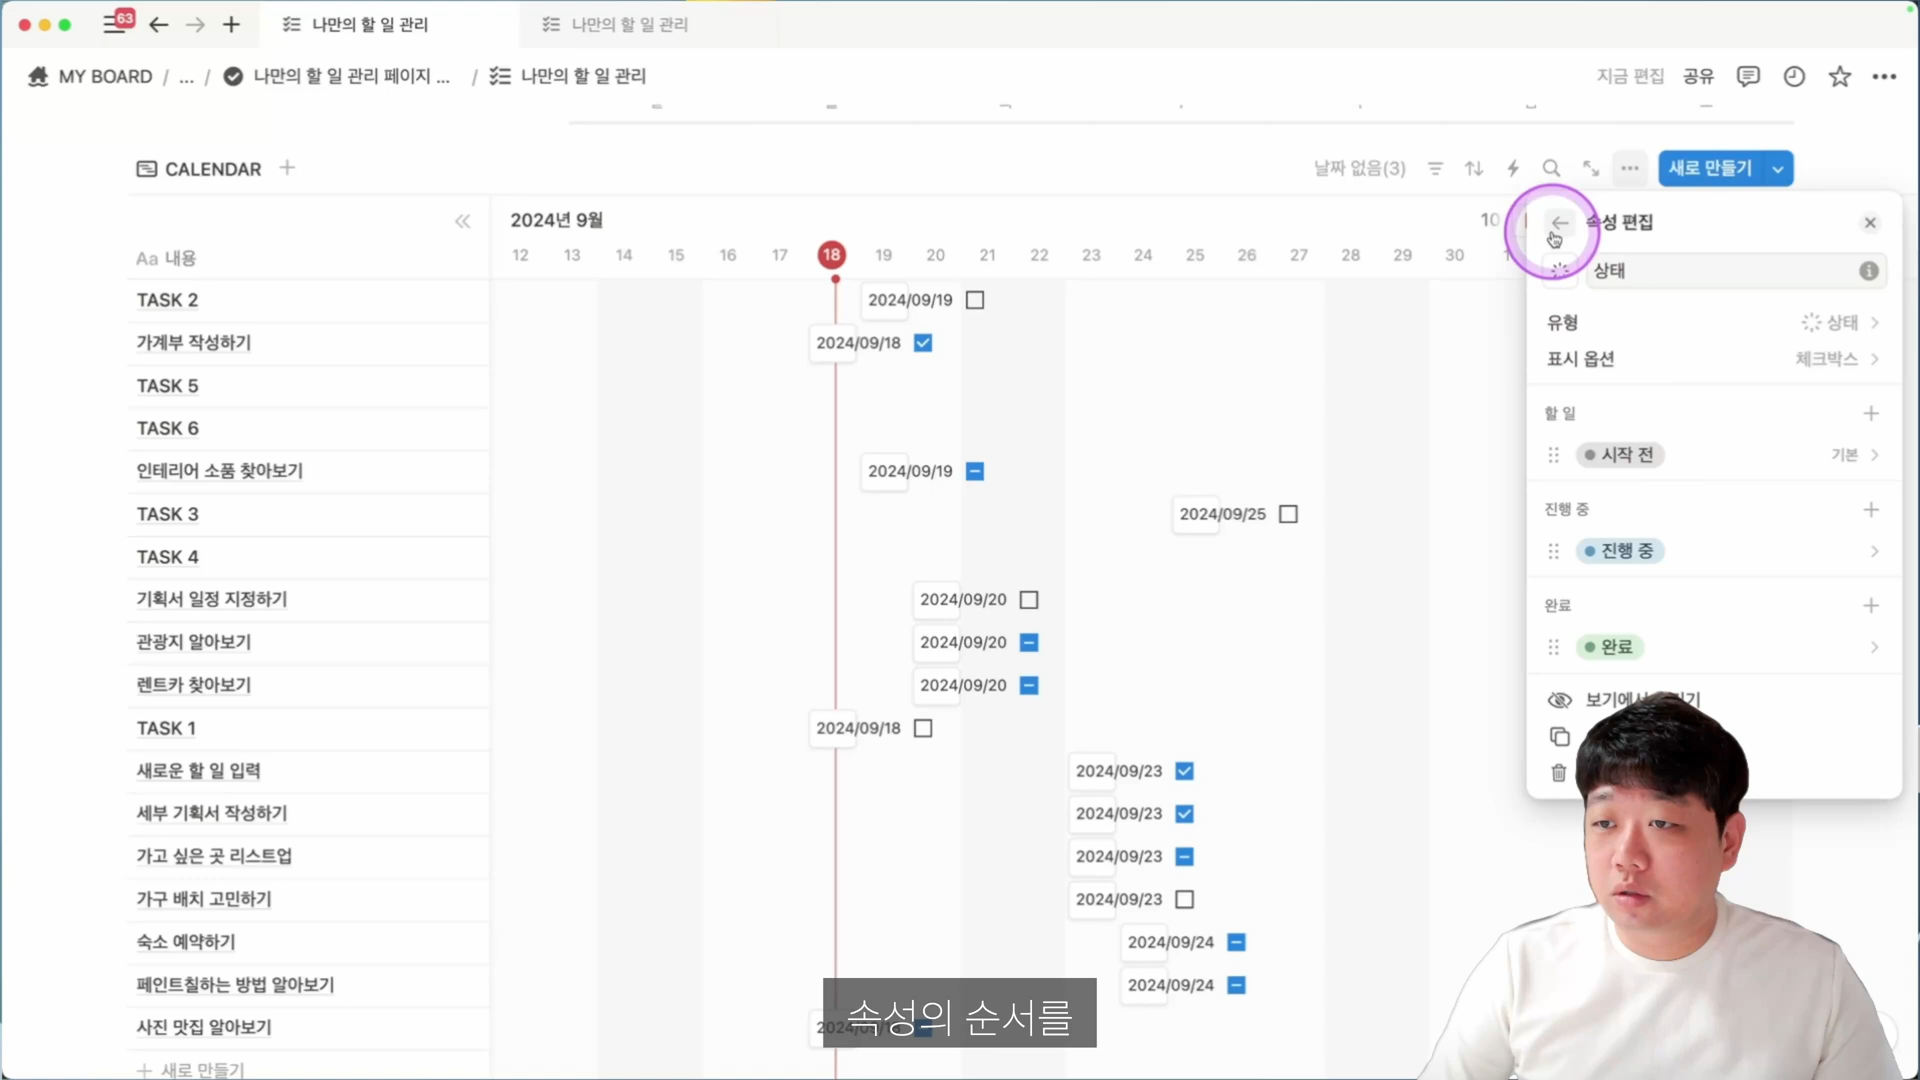 63
나만의 할 일 관리
나만의 할 일 관리
MY BOARD / ... / 나만의 할 일 관리 페이지 ... / 나만의 할 일 관리
지금 편집 공유
CALENDAR
날짜 없음(3)
새로 만들기
2024년 9월
10
속성 편집
Aa 내용
12 13 14 15 16 17 18 19 20 21 22 23 24 25 26 27 28 29 30
상태
TASK 2
2024/09/19
가계부 작성하기
2024/09/18
유형
상태
표시 옵션
체크박스
TASK 5
할 일
TASK 6
시작 전
기본
인테리어 소품 찾아보기
2024/09/19
TASK 3
2024/09/25
진행 중
TASK 4
진행 중
기획서 일정 지정하기
2024/09/20
완료
관광지 알아보기
2024/09/20
완료
렌트카 찾아보기
2024/09/20
보기에서
TASK 1
2024/09/18
새로운 할 일 입력
2024/09/23
세부 기획서 작성하기
2024/09/23
가고 싶은 곳 리스트업
2024/09/23
가구 배치 고민하기
2024/09/23
숙소 예약하기
2024/09/24
페인트칠하는 방법 알아보기
2024/09/24
사진 맛집 알아보기
속성의 순서를
새로 만들기